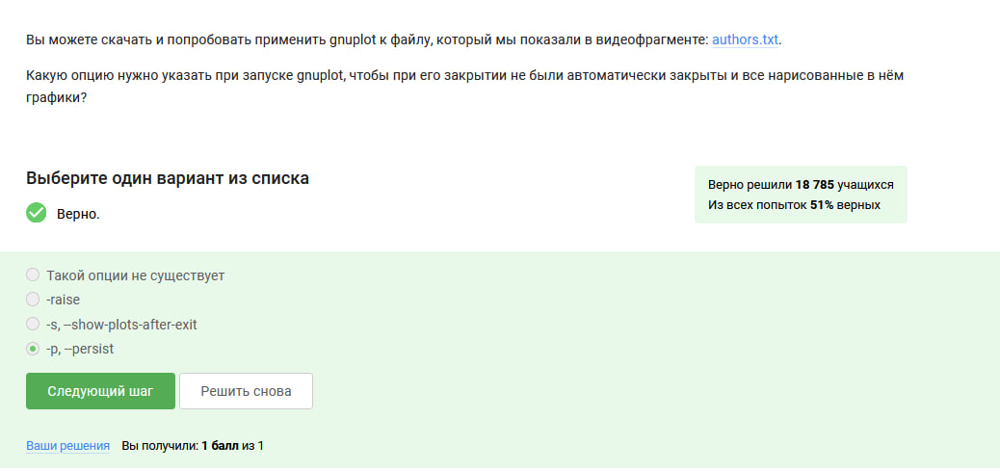 Вы можете скачать и попробовать применить gnuplot к файлу, который мы показали в видеофрагменте: authors.txt.
Какую опцию нужно указать при запуске gnuplot, чтобы при его закрытии не были автоматически закрыты и все нарисованные в нём
графики?
Выберите один вариант из списка
Верно.
Верно решили 18 785 учащихся
Из всех попыток 51% верных
Такой опции не существует
-raise
-s, --show-plots-after-exit
-p, --persist
Следующий шаг
Решить снова
Ваши решения Вы получили: 1 балл из 1